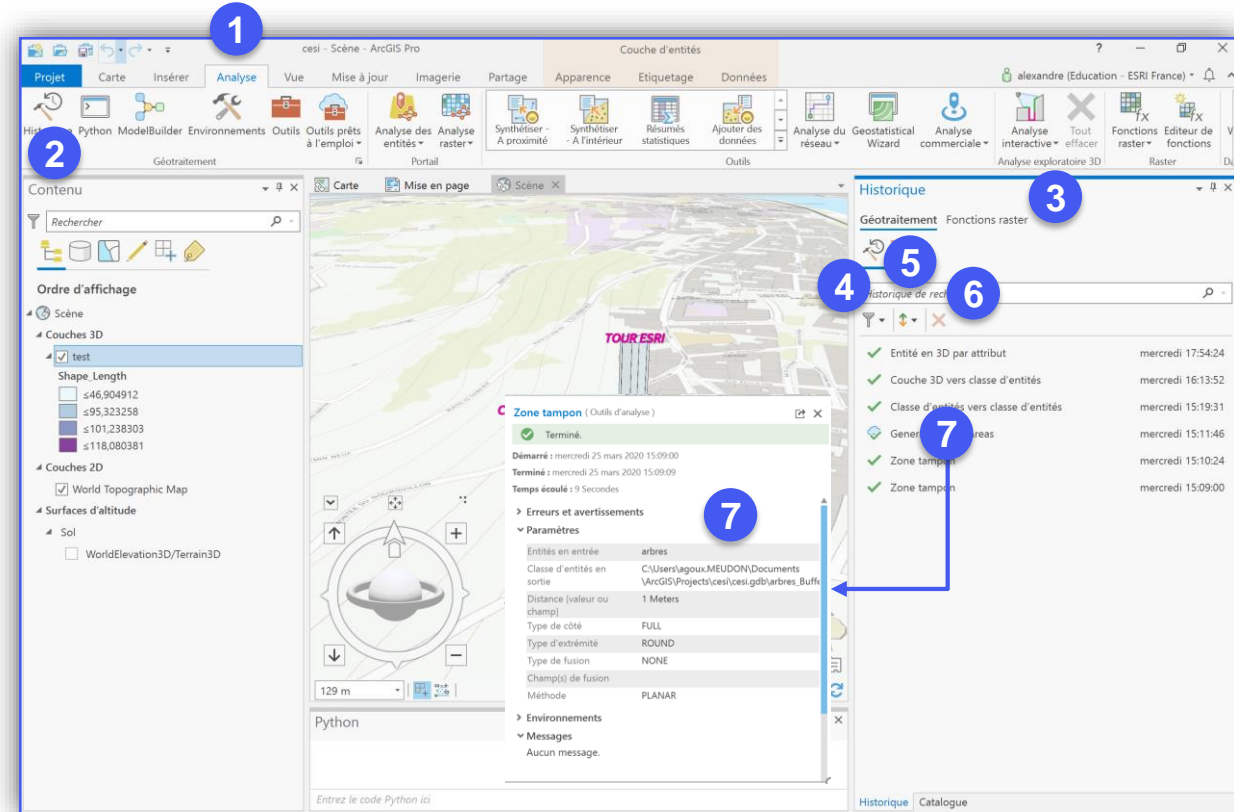 1
cesi - Scène - ArcGIS Pro
Couche d'entités
?
Projet Carte Insérer Analyse Vue Mise à jour Imagerie Partage Apparence Etiquetage Données
alexandre (Education - ESRI France)
Python ModelBuilder Environnements Outils Outils prêts à l'emploi Analyse des entités Analyse raster Synthétiser - A proximité Synthétiser - A l'intérieur Résumés statistiques Ajouter des données Analyse du réseau Geostatistical Wizard Analyse commerciale Analyse interactive Tout effacer Fonctions raster Editeur de fonctions
2
Géotraitement Portail Outils Analyse exploratoire 3D Raster
Contenu
Rechercher
Ordre d'affichage
Scène
Couches 3D
test
Shape_Length
≤46,904912
≤95,323258
≤101,238303
≤118,080381
Couches 2D
World Topographic Map
Surfaces d'altitude
Sol
WorldElevation3D/Terrain3D
Carte Mise en page Scène
TOUR ESRI
Zone tampon ( Outils d'analyse )
Terminé.
Démarré : mercredi 25 mars 2020 15:09:00
Terminé : mercredi 25 mars 2020 15:09:09
Temps écoulé : 9 Secondes
Erreurs et avertissements
7
Paramètres
Entités en entrée arbres
Classe d'entités en sortie C:\Users\agoux.MEUDON\Documents
\ArcGIS\Projects\cesi\cesi.gdb\arbres_Buffe
Distance [valeur ou champ] 1 Meters
Type de côté FULL
Type d'extrémité ROUND
Type de fusion NONE
Champ(s) de fusion
Méthode PLANAR
Environnements
Messages
Aucun message.
129 m
Python
Entrez le code Python ici
Historique
3
Géotraitement Fonctions raster
5
4
Historique de rech
6
Entité en 3D par attribut mercredi 17:54:24
Couche 3D vers classe d'entités mercredi 16:13:52
Classe d'entités vers classe d'entités mercredi 15:19:31
7
mercredi 15:11:46
Zone tampon mercredi 15:10:24
Zone tampon mercredi 15:09:00
Historique Catalogue